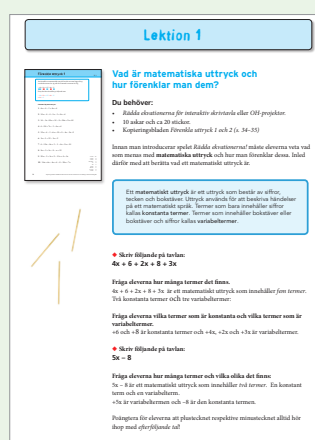 Lektion 1
Vad är matematiska uttryck och
hur förenklar man dem?
Du behöver:
• Rädda ekvationerna för interaktiv skrivtavla eller OH-projektor.
• 10 askar och ca 20 stickor.
• Kopieringsbladen Förenkla uttryck 1 och 2 (s. 34–35)
Innan man introducerar spelet Rädda ekvationerna! måste eleverna veta vad
som menas med matematiska uttryck och hur man förenklar dessa. Inled
därför med att berätta vad ett matematiskt uttryck är.
Ett matematiskt uttryck är ett uttryck som består av siffror,
tecken och bokstäver. Uttryck används för att beskriva händelser
på ett matematiskt språk. Termer som bara innehåller siffror
kallas konstanta termer. Termer som innehåller bokstäver eller
bokstäver och siffror kallas variabeltermer.
◆ Skriv följande på tavlan:
4x + 6 + 2x + 8 + 3x
Fråga eleverna hur många termer det finns.
4x + 6 + 2x + 8 + 3x är ett matematiskt uttryck som innehåller fem termer.
Två konstanta termer och tre variabeltermer:
Fråga eleverna vilka termer som är konstanta och vilka termer som är
variabeltermer.
+6 och +8 är konstanta termer och +4x, +2x och +3x är variabeltermer.
◆ Skriv följande på tavlan:
5x – 8
Fråga eleverna hur många termer och vilka olika det finns:
5x – 8 är ett matematiskt uttryck som innehåller två termer. En konstant
term och en variabelterm.
+5x är variabeltermen och –8 är den konstanta termen.
Poängtera för eleverna att plustecknet respektive minustecknet alltid hör
ihop med efterföljande tal!